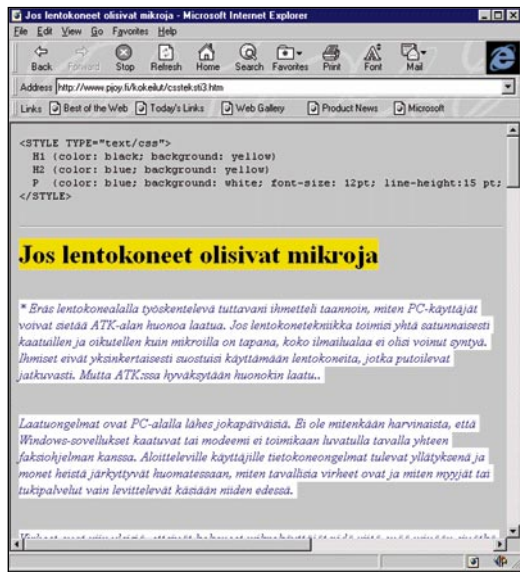 Jos lentokoneet olisivat mikroja - Microsoft Internet Explorer
File Edit View Go Favorites Help
Back Forward Stop Refresh Home Search Favorites Print Font Mail
Address http://www.pjoy.fi/kokeilut/cssteksti3.htm
Links Best of the Web Today's Links Web Gallery Product News Microsoft
<STYLE TYPE="text/css">
H1 (color: black; background: yellow)
H2 (color: blue; background: yellow)
P (color: blue; background: white; font-size: 12pt; line-height:15 pt;
</STYLE>
Jos lentokoneet olisivat mikroja
* Eräs lentokonealalla työskentelevä tuttavani ihmetteli taannoin, miten PC-käyttäjät
voivat sietää ATK-alan huonoa laatua. Jos lentokonetekniikka toimisi yhtä satunnaisesti
kaatuillen ja oikutellen kuin mikroilla on tapana, koko ilmailualaa ei olisi voinut syntyä.
Ihmiset eivät yksinkertaisesti suostuisi käyttämään lentokoneita, jotka putoilevat
jatkuvasti. Mutta ATK:ssa hyväksytään huonokin laatu..
Laatuongelmat ovat PC-alalla lähes jokapäiväisiä. Ei ole mitenkään harvinaista, että
Windows-sovellukset kaatuvat tai modeemi ei toimikaan luvatulla tavalla yhteen
faksiohjelman kanssa. Aloitteleville käyttäjille tietokoneongelmat tulevat yllätyksenä ja
monet heistä järkyttyvät huomatessaan, miten tavallisia virheet ovat ja miten myyjät tai
tukipalvelut vain levittelevät käsiään niiden edessä.